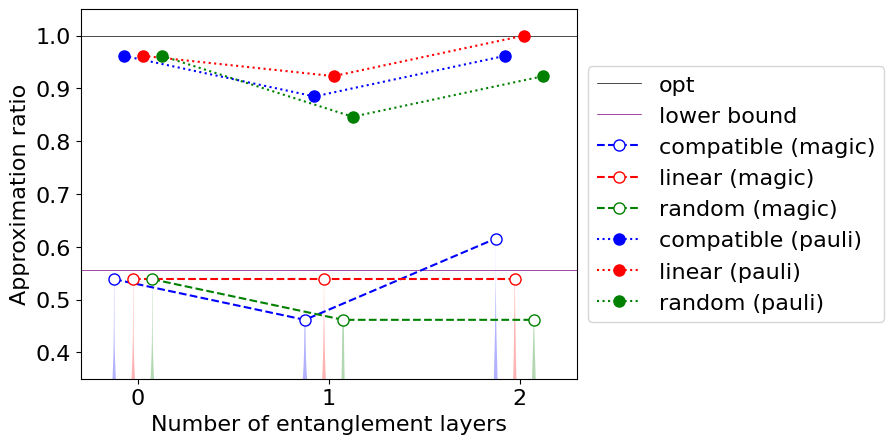 1.0
0.9
0.8
0.7
0.6
0.5
0.4
Approximation ratio
0
1
2
Number of entanglement layers
opt
lower bound
compatible (magic)
linear (magic)
random (magic)
compatible (pauli)
linear (pauli)
random (pauli)